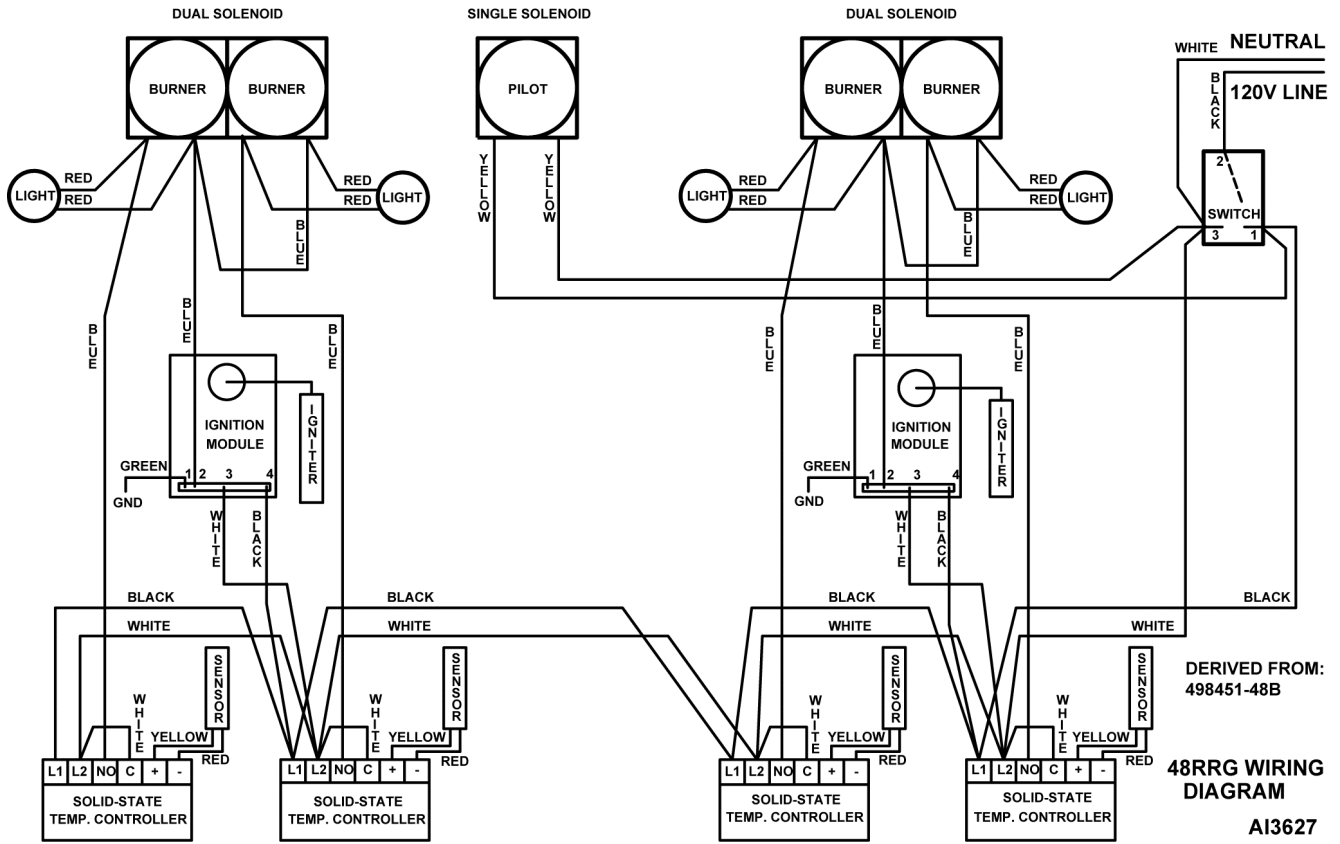 DUAL SOLENOID
SINGLE SOLENOID
DUAL SOLENOID
WHITE
NEUTRAL
BLACK
120V LINE
BURNER
BURNER
PILOT
BURNER
BURNER
2
SWITCH
3
1
LIGHT
RED
RED
RED
RED
LIGHT
YELLOW
YELLOW
LIGHT
RED
RED
RED
RED
LIGHT
BLUE
BLUE
BLUE
BLUE
BLUE
BLUE
BLUE
BLUE
IGNITION
MODULE
IGNITER
GREEN
1
2
3
4
GND
WHITE
BLACK
IGNITION
MODULE
IGNITER
GREEN
1
2
3
4
GND
WHITE
BLACK
BLACK
BLACK
BLACK
BLACK
WHITE
WHITE
WHITE
WHITE
SENSOR
SENSOR
SENSOR
SENSOR
DERIVED FROM:
498451-48B
WHITE
YELLOW
RED
WHITE
YELLOW
RED
WHITE
YELLOW
RED
WHITE
YELLOW
RED
L1 L2 NO C + -
SOLID-STATE
TEMP. CONTROLLER
L1 L2 NO C + -
SOLID-STATE
TEMP. CONTROLLER
L1 L2 NO C + -
SOLID-STATE
TEMP. CONTROLLER
L1 L2 NO C + -
SOLID-STATE
TEMP. CONTROLLER
48RRG WIRING
DIAGRAM
AI3627